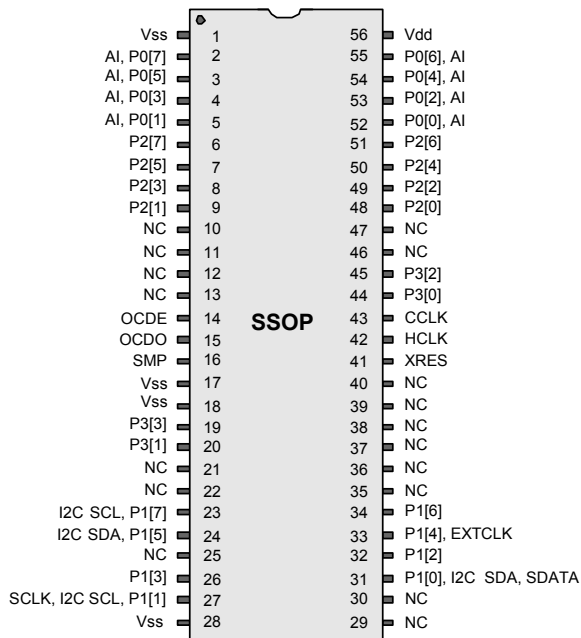 Vss 1 56 Vdd
AI, P0[7] 2 55 P0[6], AI
AI, P0[5] 3 54 P0[4], AI
AI, P0[3] 4 53 P0[2], AI
AI, P0[1] 5 52 P0[0], AI
P2[7] 6 51 P2[6]
P2[5] 7 50 P2[4]
P2[3] 8 49 P2[2]
P2[1] 9 48 P2[0]
NC 10 47 NC
NC 11 46 NC
NC 12 45 P3[2]
NC 13 44 P3[0]
OCDE 14 SSOP 43 CCLK
OCDO 15 42 HCLK
SMP 16 41 XRES
Vss 17 40 NC
Vss 18 39 NC
P3[3] 19 38 NC
P3[1] 20 37 NC
NC 21 36 NC
NC 22 35 NC
I2C SCL, P1[7] 23 34 P1[6]
I2C SDA, P1[5] 24 33 P1[4], EXTCLK
NC 25 32 P1[2]
P1[3] 26 31 P1[0], I2C SDA, SDATA
SCLK, I2C SCL, P1[1] 27 30 NC
Vss 28 29 NC